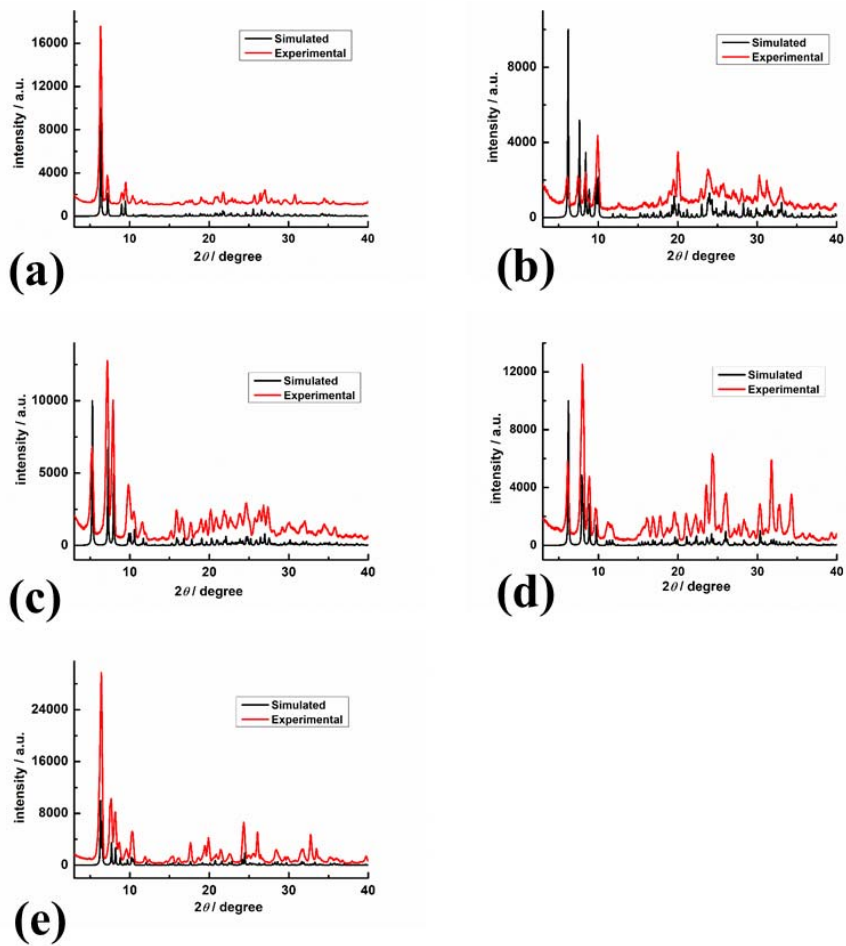 16000
12000
8000
4000
0
intensity / a.u.
Simulated
Experimental
10 20 30 40
2θ / degree
(a)
8000
4000
0
intensity / a.u.
Simulated
Experimental
10 20 30 40
2θ / degree
(b)
10000
5000
0
intensity / a.u.
Simulated
Experimental
10 20 30 40
2θ / degree
(c)
12000
8000
4000
0
intensity / a.u.
Simulated
Experimental
10 20 30 40
2θ / degree
(d)
24000
16000
8000
0
intensity / a.u.
Simulated
Experimental
10 20 30 40
2θ / degree
(e)